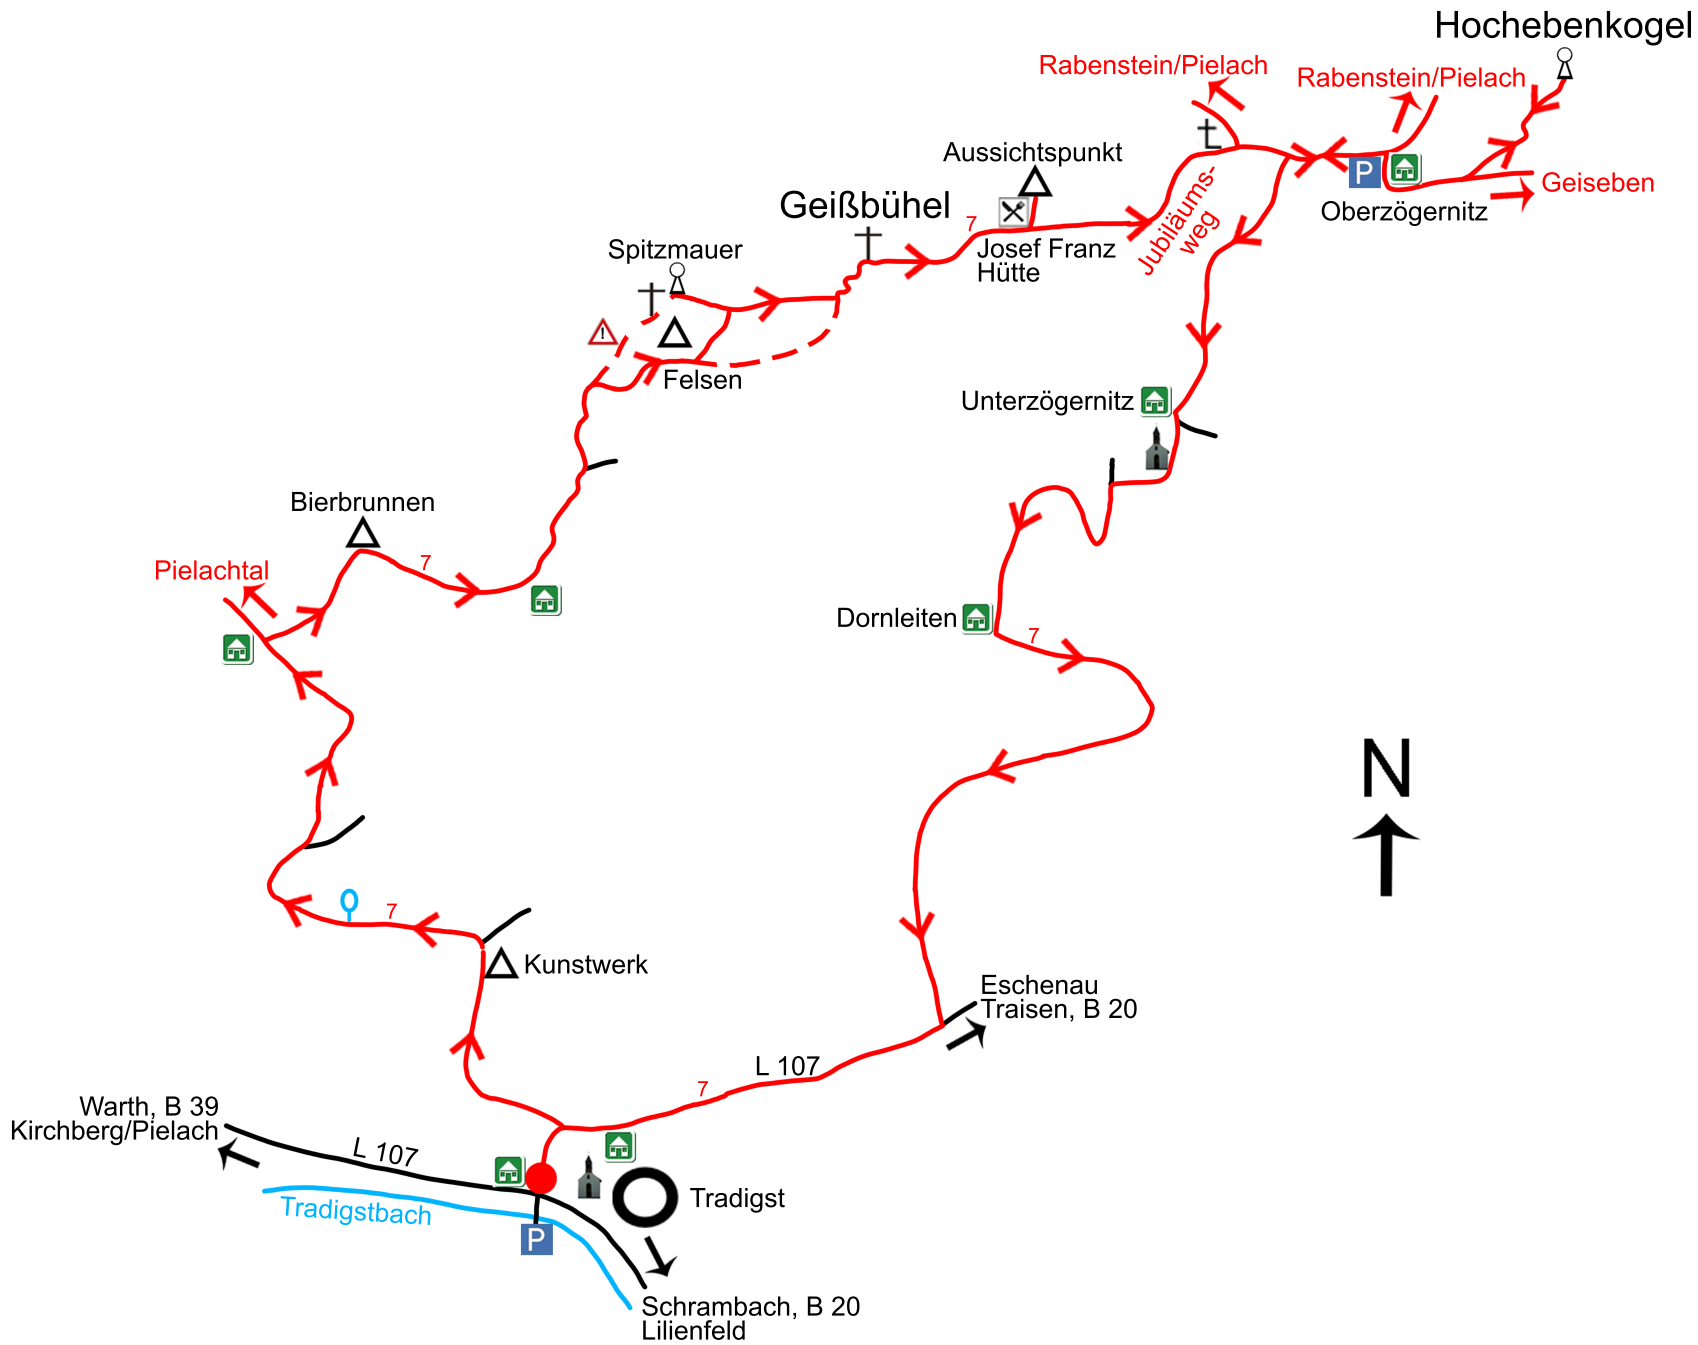 Hochebenkogel
Rabenstein/Pielach
Rabenstein/Pielach
Aussichtspunkt
P
Geiseben
Oberzögernitz
Jubiläums-
weg
Geißbühel
7
Josef Franz
Hütte
Spitzmauer
!
Felsen
Unterzögernitz
Bierbrunnen
7
Pielachtal
Dornleiten
7
N
7
Kunstwerk
Eschenau
Traisen, B 20
L 107
7
Warth, B 39
Kirchberg/Pielach
L 107
Tradigst
Tradigstbach
P
Schrambach, B 20
Lilienfeld